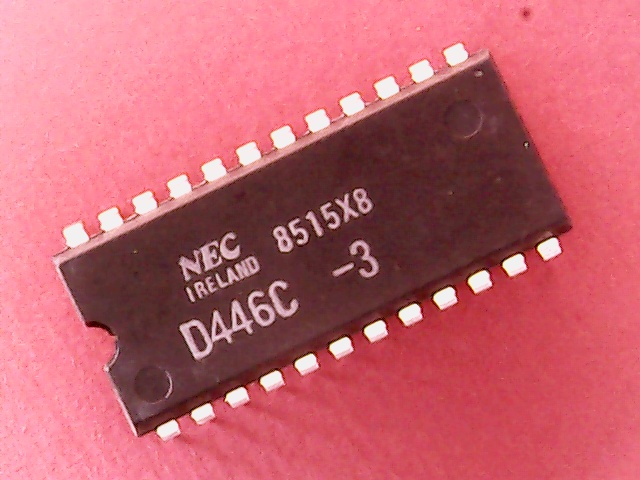 NEC 8515X8
IRELAND
D446C -3